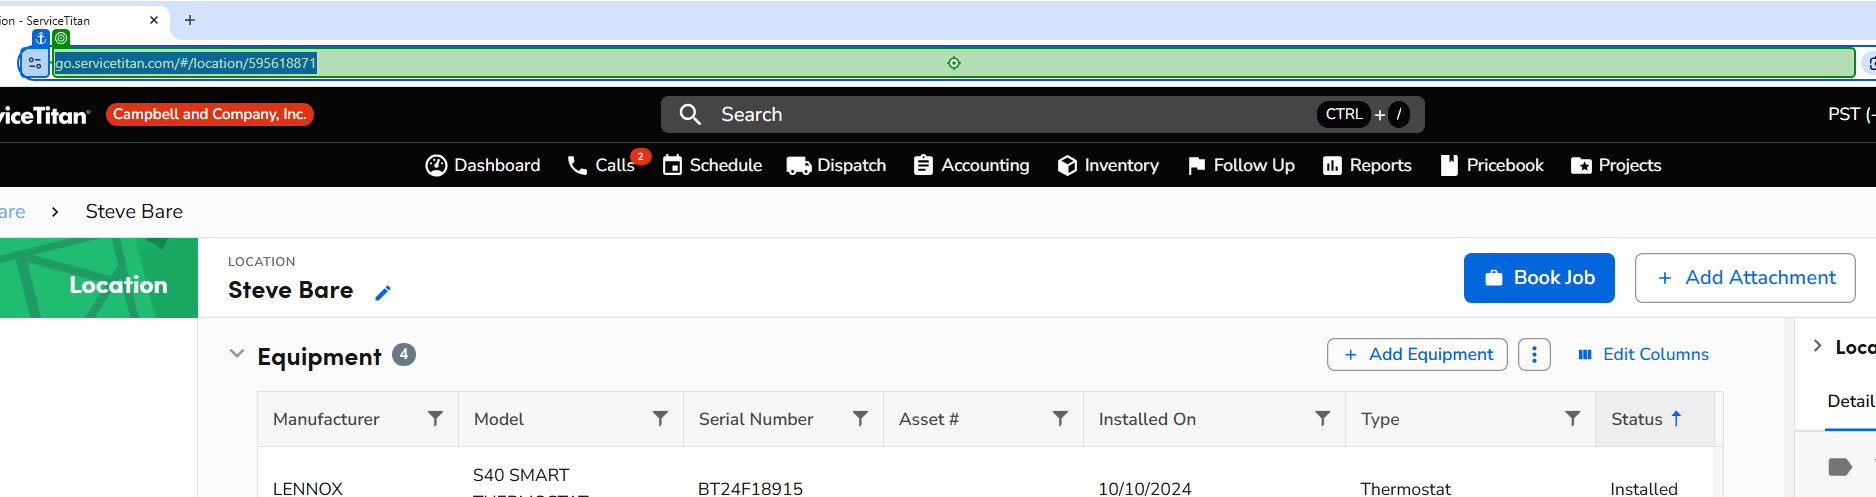 ion - ServiceTitan
go.servicetitan.com/#/location/595618871
viceTitan Campbell and Company, Inc. Search CTRL + / PST (-
Dashboard Calls 2 Schedule Dispatch Accounting Inventory Follow Up Reports Pricebook Projects
are > Steve Bare
Location
LOCATION
Steve Bare
Book Job + Add Attachment
Equipment 4 + Add Equipment Edit Columns
Loca
Detail
Manufacturer Model Serial Number Asset # Installed On Type Status
LENNOX S40 SMART BT24F18915 10/10/2024 Thermostat Installed
THERMOSTAT